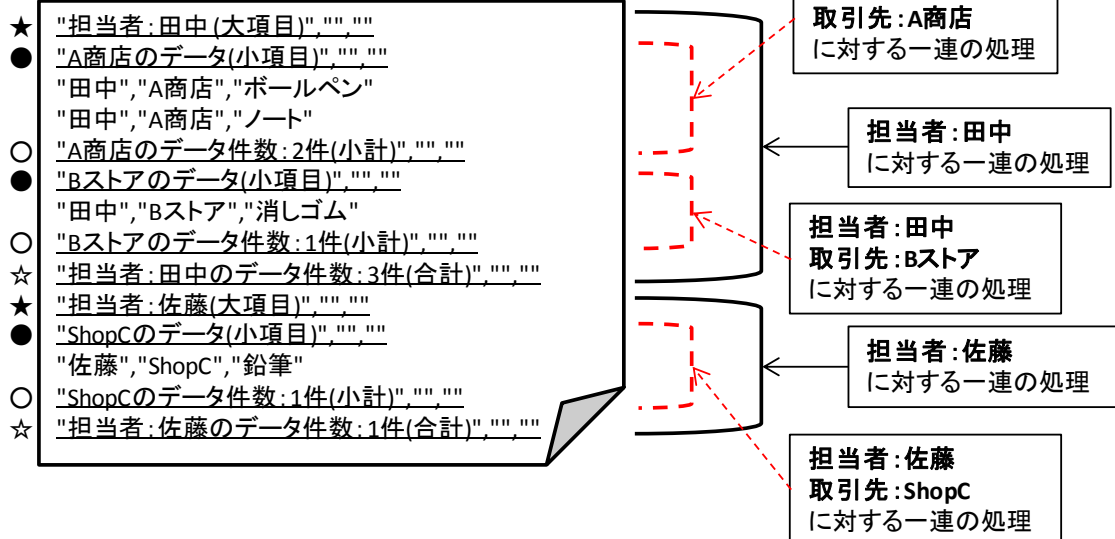 ★ "担当者:田中(大項目)","",""
● "A商店のデータ(小項目)","",""
"田中","A商店","ボールペン"
"田中","A商店","ノート"
○ "A商店のデータ件数:2件(小計)","",""
● "Bストアのデータ(小項目)","",""
"田中","Bストア","消しゴム"
○ "Bストアのデータ件数:1件(小計)","",""
☆ "担当者:田中のデータ件数:3件(合計)","",""
★ "担当者:佐藤(大項目)","",""
● "ShopCのデータ(小項目)","",""
"佐藤","ShopC","鉛筆"
○ "ShopCのデータ件数:1件(小計)","",""
☆ "担当者:佐藤のデータ件数:1件(合計)","",""
取引先:A商店
に対する一連の処理
担当者:田中
に対する一連の処理
担当者:田中
取引先:Bストア
に対する一連の処理
担当者:佐藤
に対する一連の処理
担当者:佐藤
取引先:ShopC
に対する一連の処理